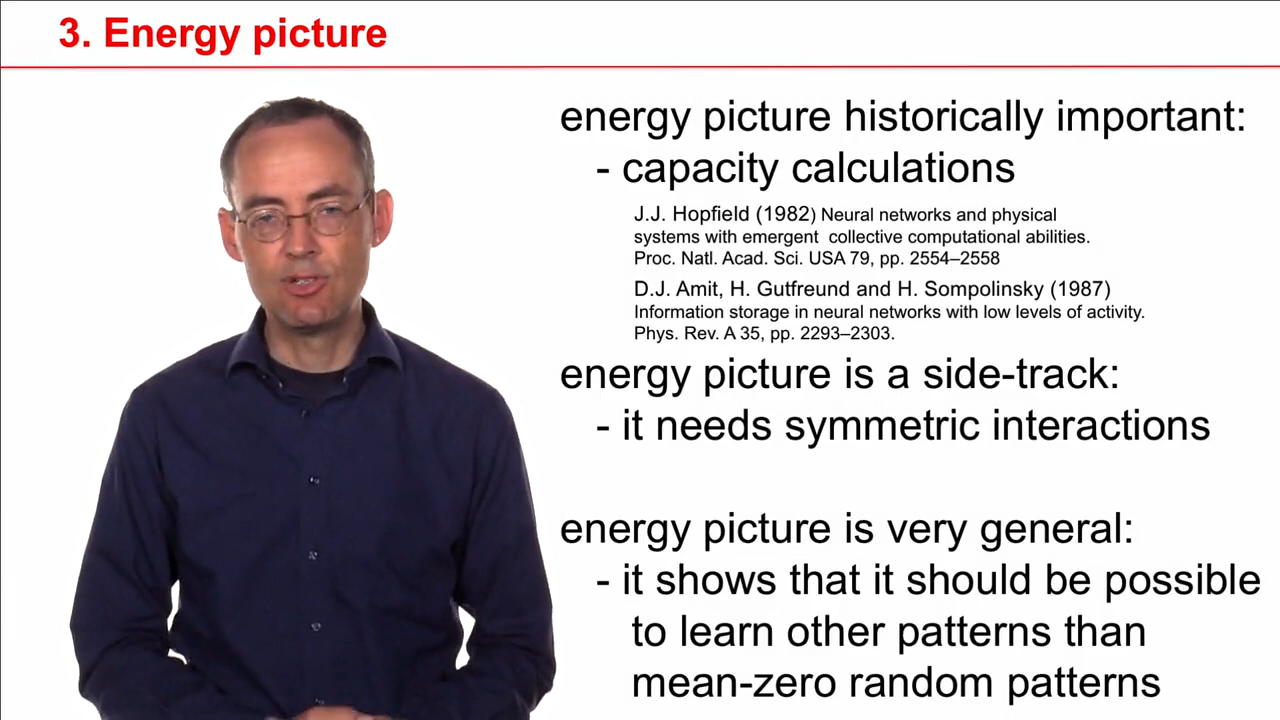 3. Energy picture
energy picture historically important:
- capacity calculations
J.J. Hopfield (1982) Neural networks and physical
systems with emergent collective computational abilities.
Proc. Natl. Acad. Sci. USA 79, pp. 2554–2558
D.J. Amit, H. Gutfreund and H. Sompolinsky (1987)
Information storage in neural networks with low levels of activity.
Phys. Rev. A 35, pp. 2293–2303.
energy picture is a side-track:
- it needs symmetric interactions
energy picture is very general:
- it shows that it should be possible
to learn other patterns than
mean-zero random patterns